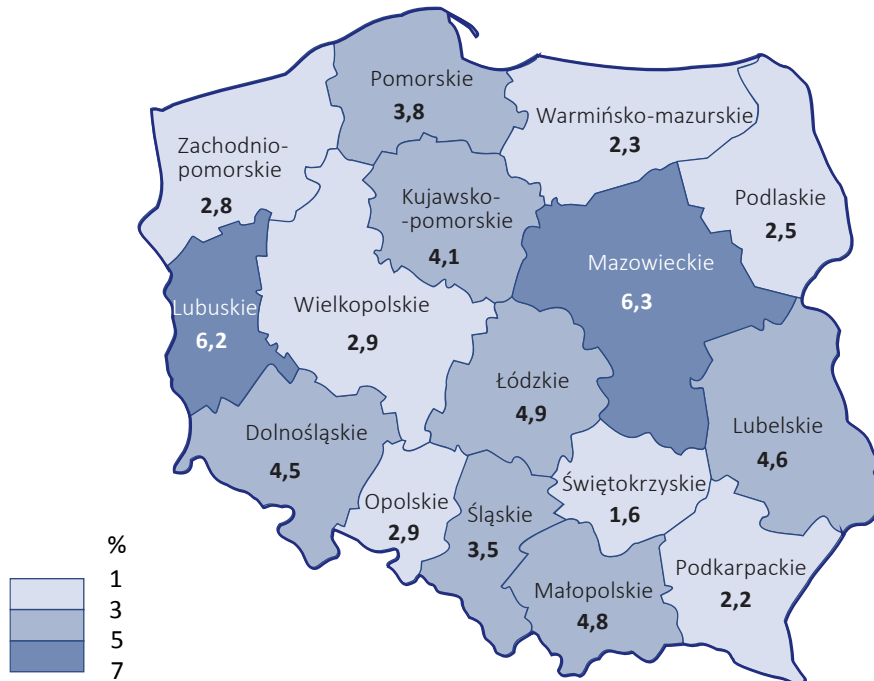 Pomorskie
3,8
Warmińsko-mazurskie
2,3
Zachodnio-
pomorskie
2,8
Kujawsko-
-pomorskie
4,1
Podlaskie
2,5
Mazowieckie
6,3
Lubuskie
6,2
Wielkopolskie
2,9
Łódzkie
4,9
Dolnośląskie
4,5
Lubelskie
4,6
Opolskie
2,9
Śląskie
3,5
Świętokrzyskie
1,6
Małopolskie
4,8
Podkarpackie
2,2
%
1
3
5
7